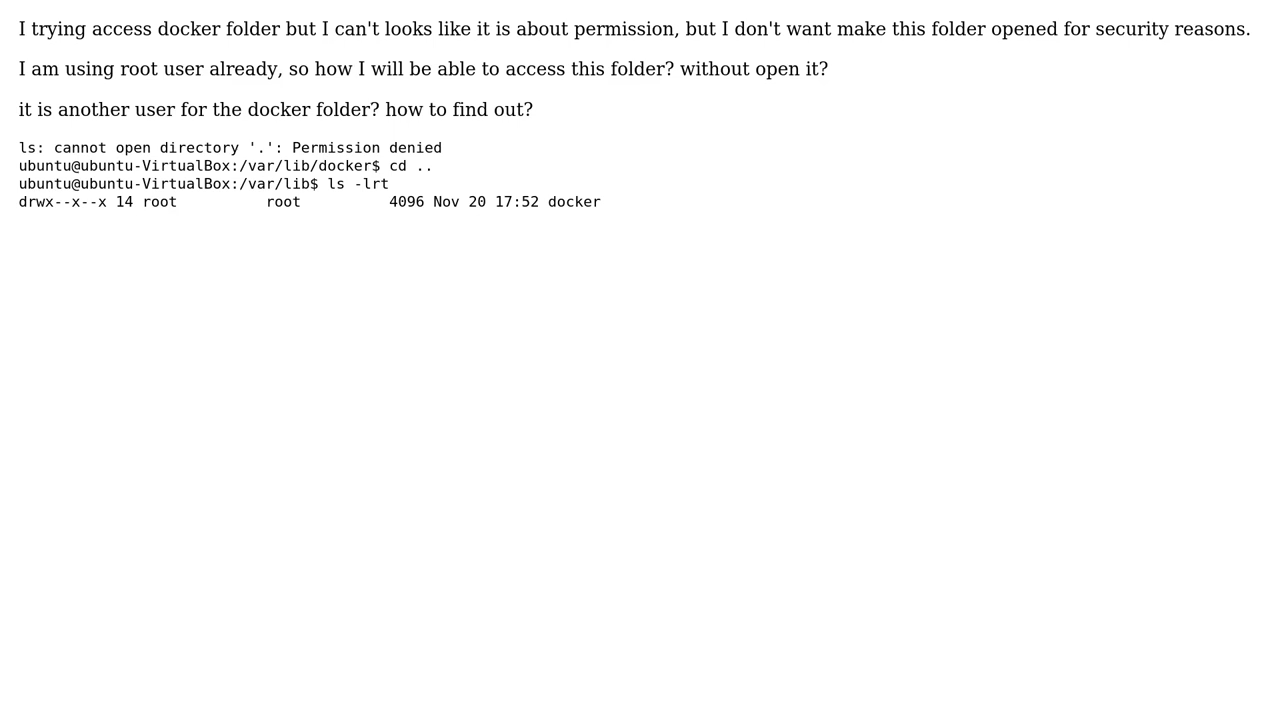 I trying access docker folder but I can't looks like it is about permission, but I don't want make this folder opened for security reasons.
I am using root user already, so how I will be able to access this folder? without open it?
it is another user for the docker folder? how to find out?
ls: cannot open directory '.': Permission denied
ubuntu@ubuntu-VirtualBox:/var/lib/docker$ cd ..
ubuntu@ubuntu-VirtualBox:/var/lib$ ls -lrt
drwx--x--x 14 root          root          4096 Nov 20 17:52 docker